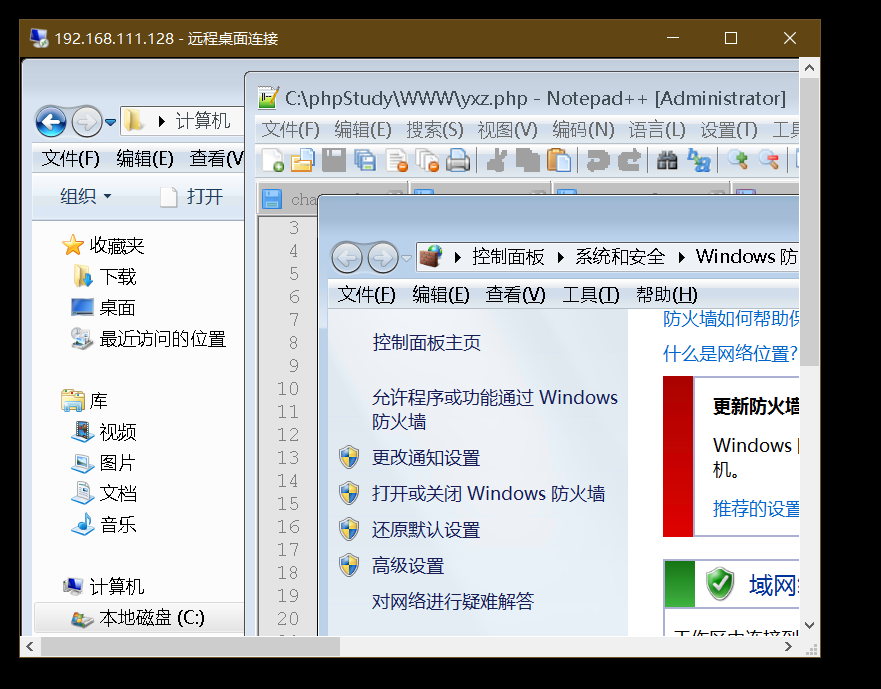 192.168.111.128 - 远程桌面连接
计算机
文件(F) 编辑(E) 查看(V
组织 打开
收藏夹
下载
桌面
最近访问的位置
库
视频
图片
文档
音乐
计算机
本地磁盘 (C:)
C:\phpStudy\WWW\yxz.php - Notepad++ [Administrator]
文件(F) 编辑(E) 搜索(S) 视图(V) 编码(N) 语言(L) 设置(T) 工具
cha
3
4
5
6
7
8
9
10
11
12
13
14
15
16
17
18
19
20
控制面板 系统和安全 Windows 防
文件(F) 编辑(E) 查看(V) 工具(T) 帮助(H)
控制面板主页
允许程序或功能通过 Windows
防火墙
更改通知设置
打开或关闭 Windows 防火墙
还原默认设置
高级设置
对网络进行疑难解答
防火墙如何帮助保
什么是网络位置?
更新防火墙
Windows
机。
推荐的设置
域网
工作区中连接到